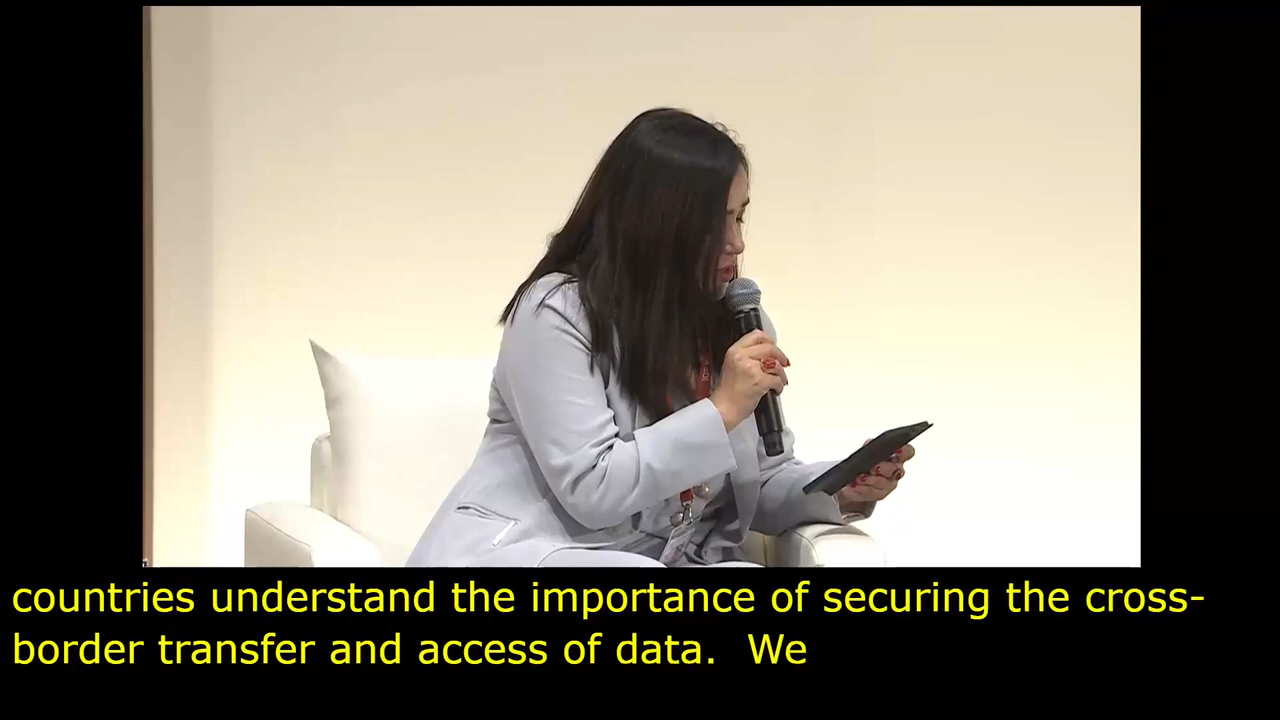 countries understand the importance of securing the cross-
border transfer and access of data.  We